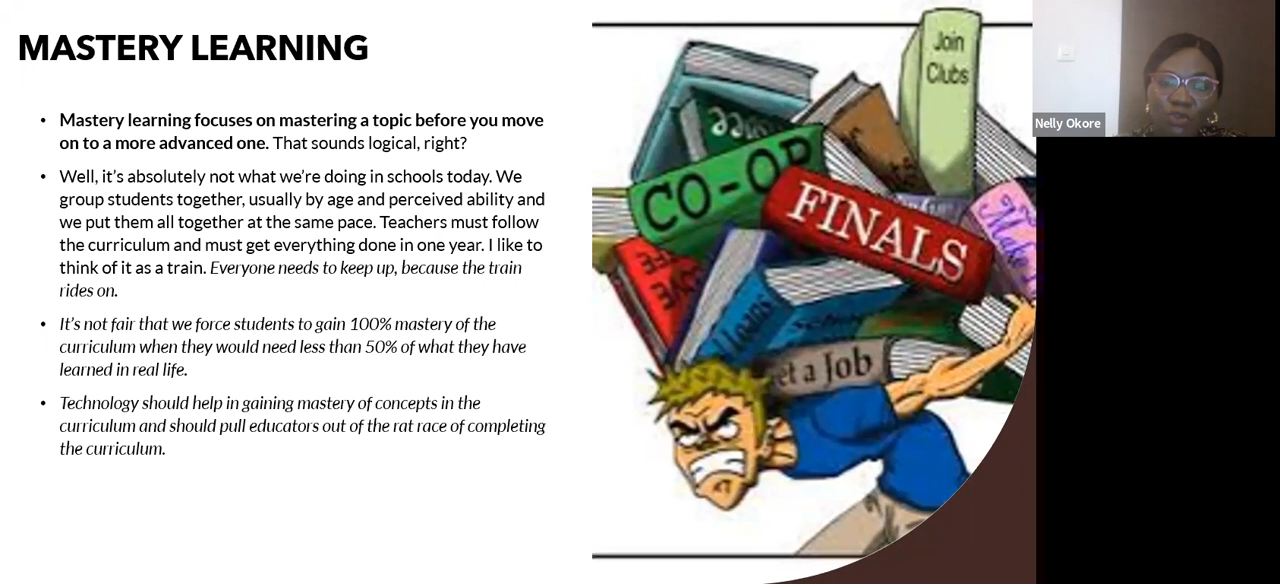 MASTERY LEARNING
• Mastery learning focuses on mastering a topic before you move
on to a more advanced one. That sounds logical, right?
• Well, it's absolutely not what we're doing in schools today. We
group students together, usually by age and perceived ability and
we put them all together at the same pace. Teachers must follow
the curriculum and must get everything done in one year. I like to
think of it as a train. Everyone needs to keep up, because the train
rides on.
• It's not fair that we force students to gain 100% mastery of the
curriculum when they would need less than 50% of what they have
learned in real life.
• Technology should help in gaining mastery of concepts in the
curriculum and should pull educators out of the rat race of completing
the curriculum.
Join
Clubs
CO-OP
FINALS
Make
Loans
et a Job
Nelly Okore